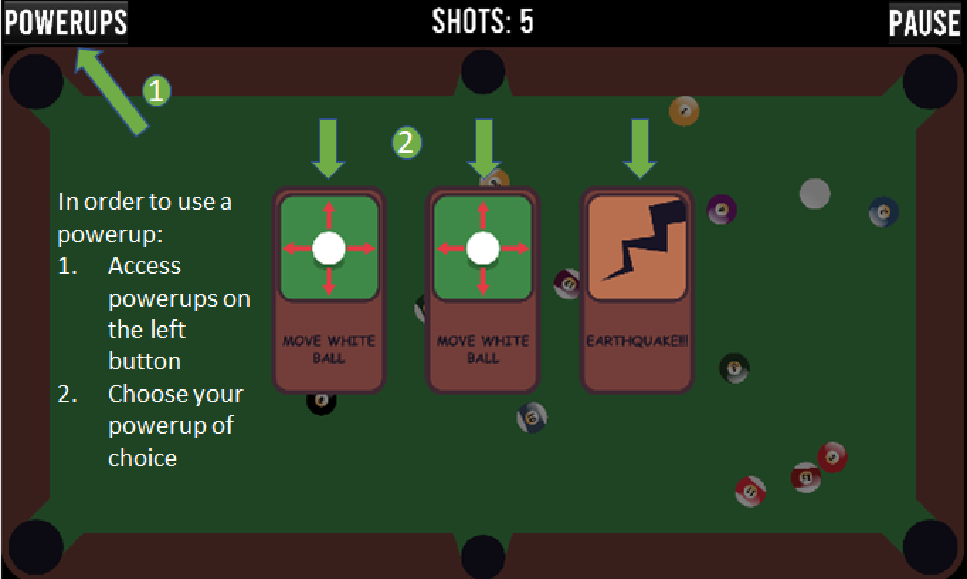 POWERUPS
SHOTS: 5
PAUSE
1
2
In order to use a
powerup:
1. Access
powerups on
the left
button
2. Choose your
powerup of
choice
MOVE WHITE
BALL
MOVE WHITE
BALL
EARTHQUAKE!!!